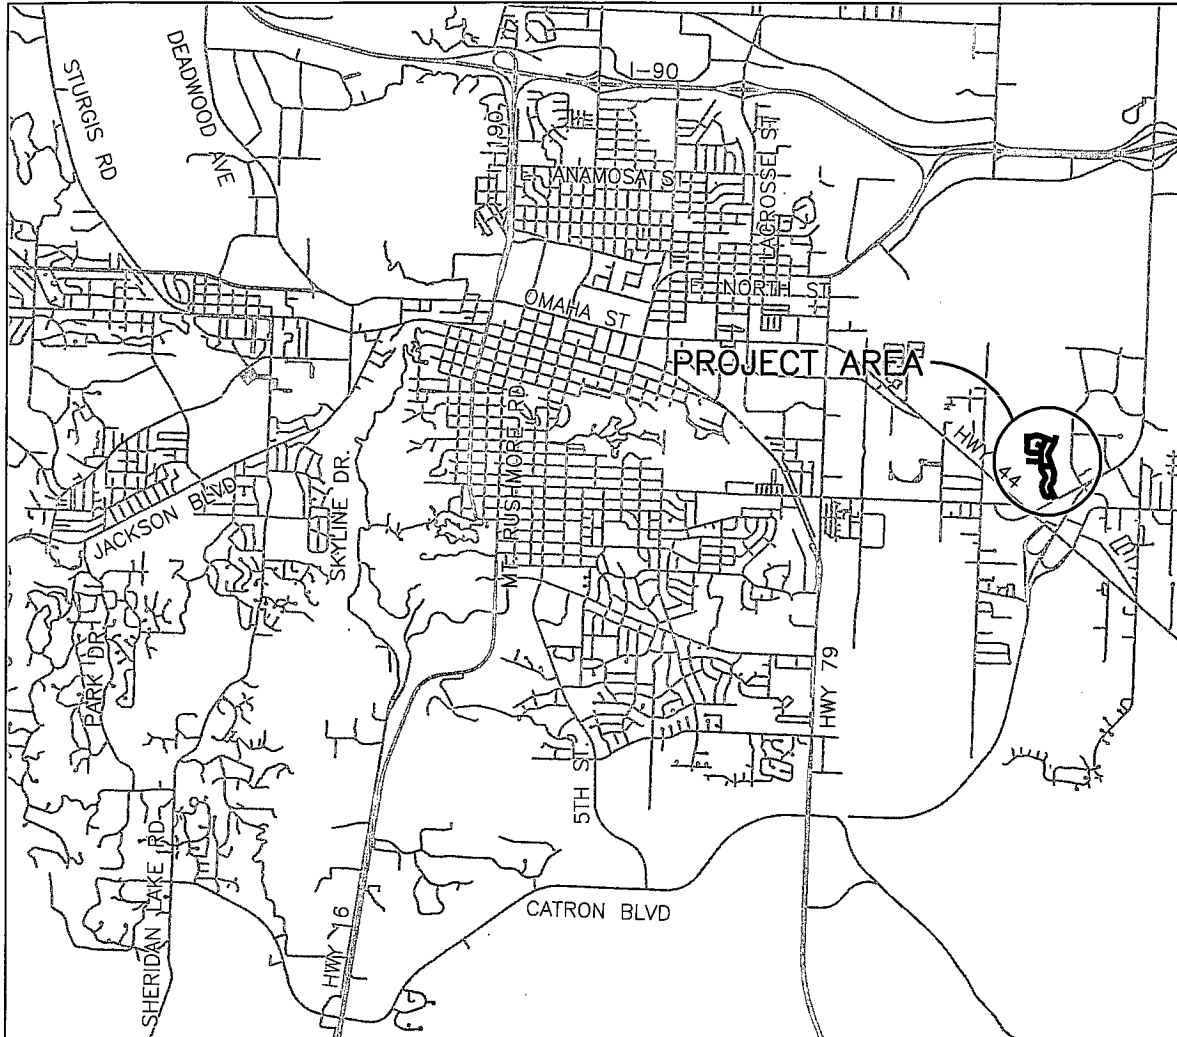 I-90
DEADWOOD AVE
STURGIS RD
I-190
LACROSSE ST
E ANAMOSA ST
E NORTH ST
OMAHA ST
PROJECT AREA
HWY 44
MT. RUSHMORE RD
JACKSON BLVD
SKYLINE DR.
PARK DR.
HWY 79
5TH ST
SHERIDAN LAKE RD
HWY 16
CATRON BLVD